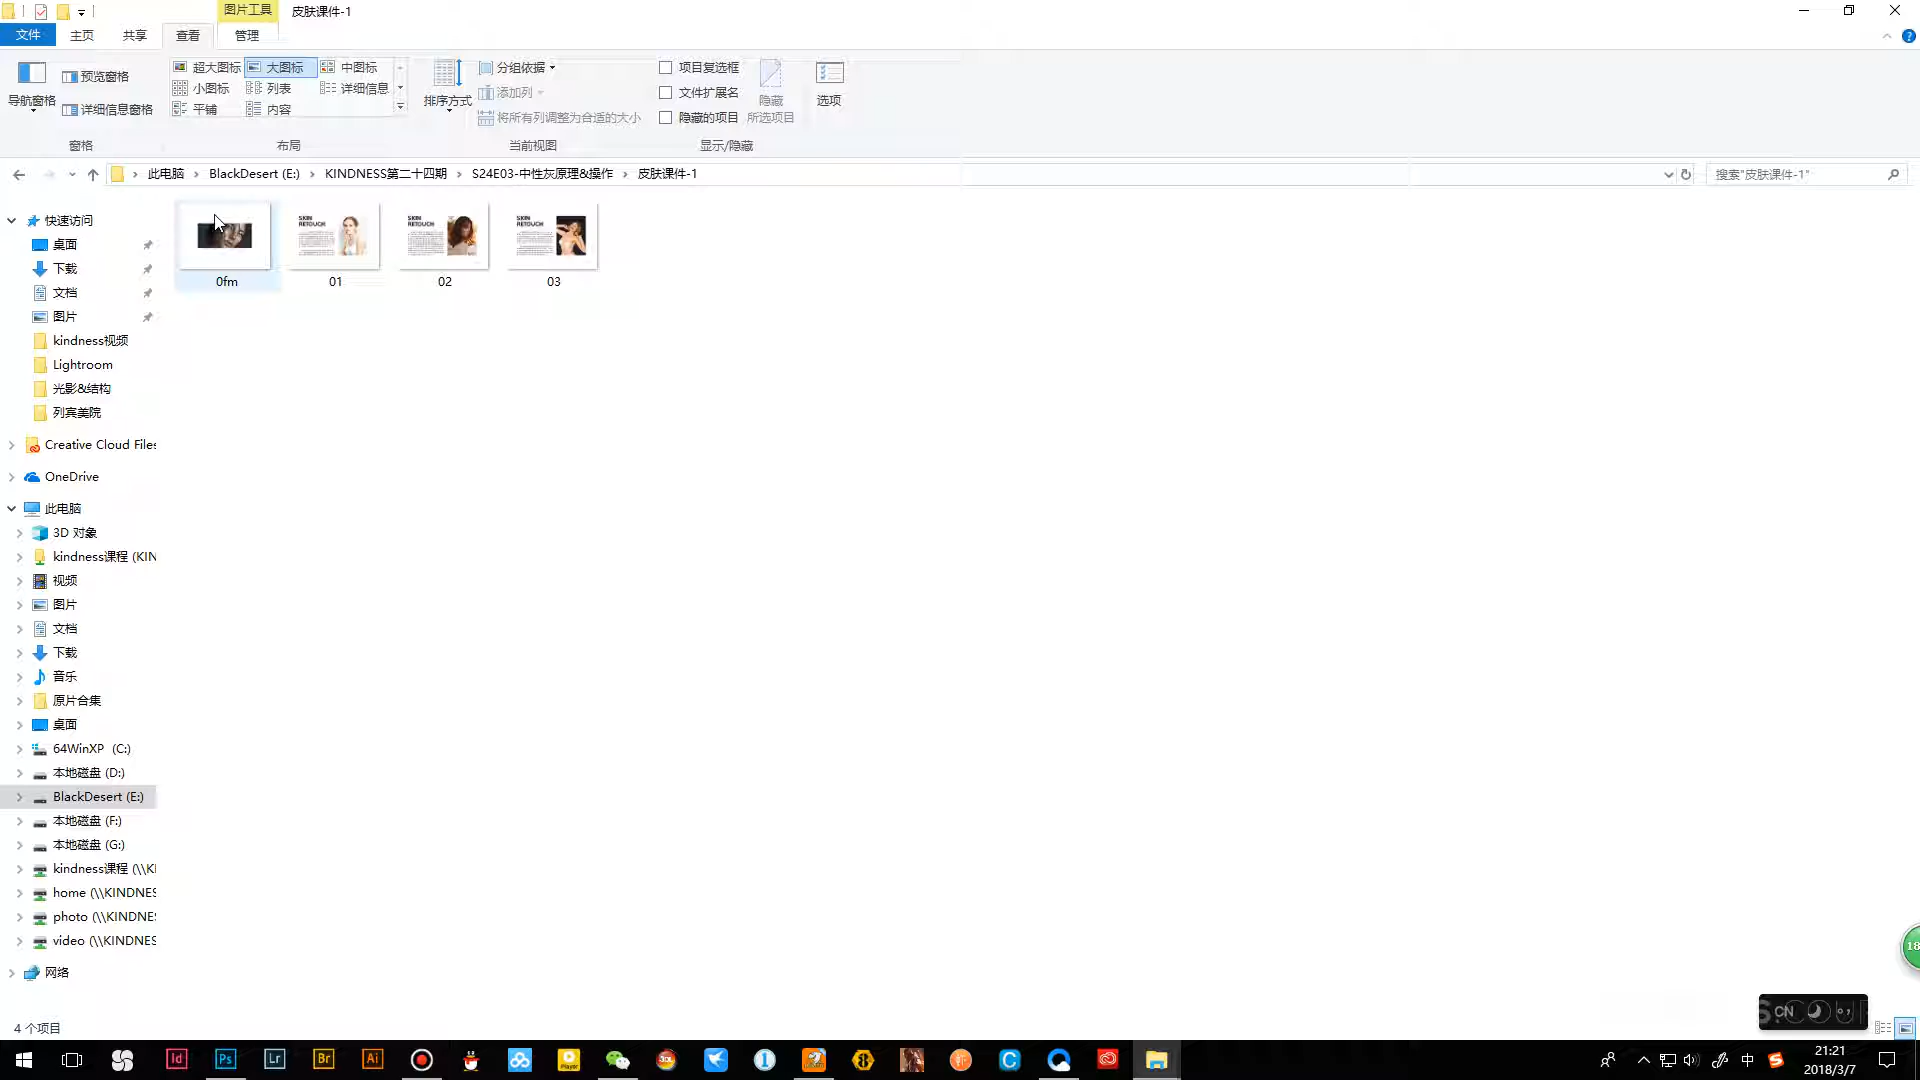 图片工具
皮肤课件-1
文件 主页 共享 查看 管理
导航窗格
预览窗格
详细信息窗格
窗格
超大图标 大图标 中图标
小图标 列表 详细信息
平铺 内容
布局
排序方式
分组依据
添加列
将所有列调整为合适的大小
当前视图
项目复选框
文件扩展名
隐藏的项目
隐藏
所选项目
显示/隐藏
选项
此电脑 BlackDesert (E:) KINDNESS第二十四期 S24E03-中性灰原理&操作 皮肤课件-1
搜索"皮肤课件-1"
快速访问
桌面
下载
文档
图片
kindness视频
Lightroom
光影&结构
列宾美院
Creative Cloud Files
OneDrive
此电脑
3D 对象
kindness课程 (KIN
视频
图片
文档
下载
音乐
原片合集
桌面
64WinXP (C:)
本地磁盘 (D:)
BlackDesert (E:)
本地磁盘 (F:)
本地磁盘 (G:)
kindness课程 (\\KI
home (\\KINDNES
photo (\\KINDNES
video (\\KINDNES
网络
SKIN
RETOUCH
SKIN
RETOUCH
SKIN
RETOUCH
0fm 01 02 03
18
CN
4 个项目
Id Ps Lr Br Ai
中
21:21
2018/3/7